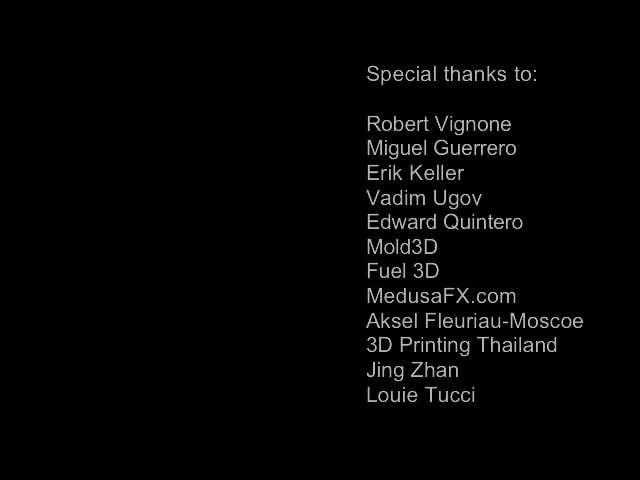 Special thanks to:
Robert Vignone
Miguel Guerrero
Erik Keller
Vadim Ugov
Edward Quintero
Mold3D
Fuel 3D
MedusaFX.com
Aksel Fleuriau-Moscoe
3D Printing Thailand
Jing Zhan
Louie Tucci